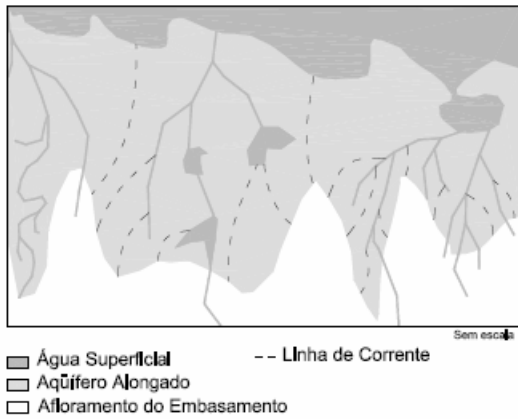 Sem escala
Água Superficial
Linha de Corrente
Aqüífero Alongado
Afloramento do Embasamento